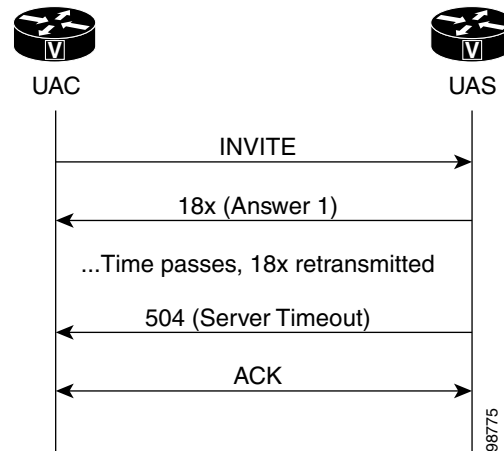 V V
UAC UAS
INVITE
18x (Answer 1)
...Time passes, 18x retransmitted
504 (Server Timeout)
ACK
98775